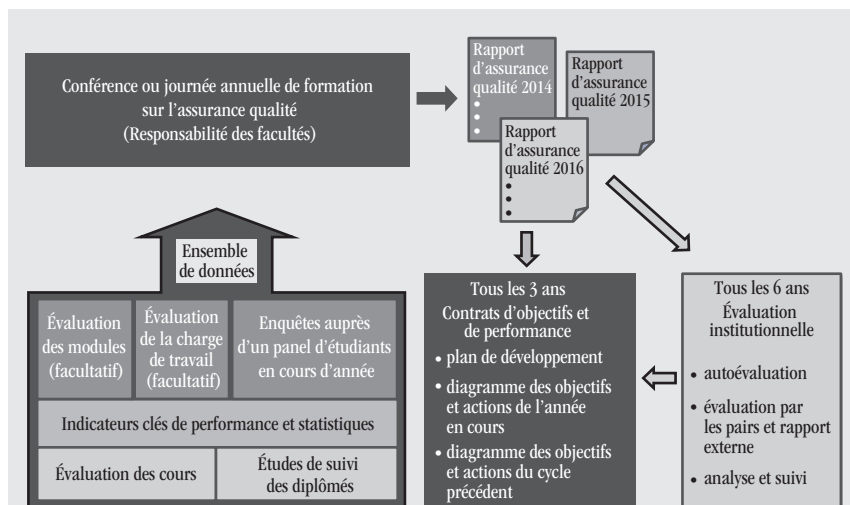 Conférence ou journée annuelle de formation
sur l’assurance qualité
(Responsabilité des facultés)
Rapport
d’assurance
qualité 2014
Rapport
d’assurance
qualité 2015
Rapport
d’assurance
qualité 2016
Ensemble
de données
Évaluation
des modules
(facultatif)
Évaluation
de la charge
de travail
(facultatif)
Enquêtes auprès
d’un panel d’étudiants
en cours d’année
Indicateurs clés de performance et statistiques
Évaluation des cours
Études de suivi
des diplômés
Tous les 3 ans
Contrats d’objectifs et
de performance
• plan de développement
• diagramme des objectifs
et actions de l’année
en cours
• diagramme des objectifs
et actions du cycle
précédent
Tous les 6 ans
Évaluation
institutionnelle
• autoévaluation
• évaluation par
les pairs et rapport
externe
• analyse et suivi